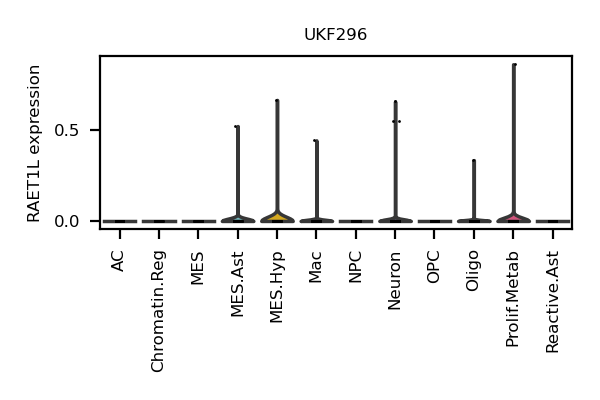 UKF296
RAET1L expression
0.5
0.0
AC
Chromatin.Reg
MES
MES.Ast
MES.Hyp
Mac
NPC
Neuron
OPC
Oligo
Prolif.Metab
Reactive.Ast